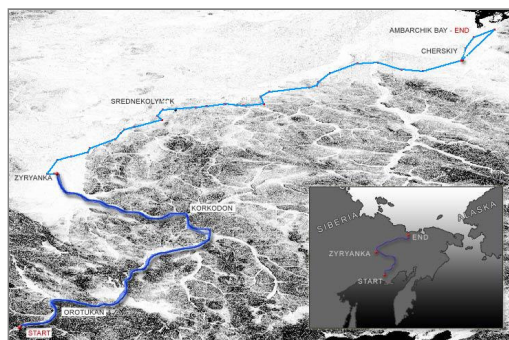 AMBARCHIK BAY - END
CHERSKIY
SREDNEKOLYMSK
ZYRYANKA
KORKODON
OROTUKAN
START
SIBERIA
ALASKA
END
ZYRYANKA
START